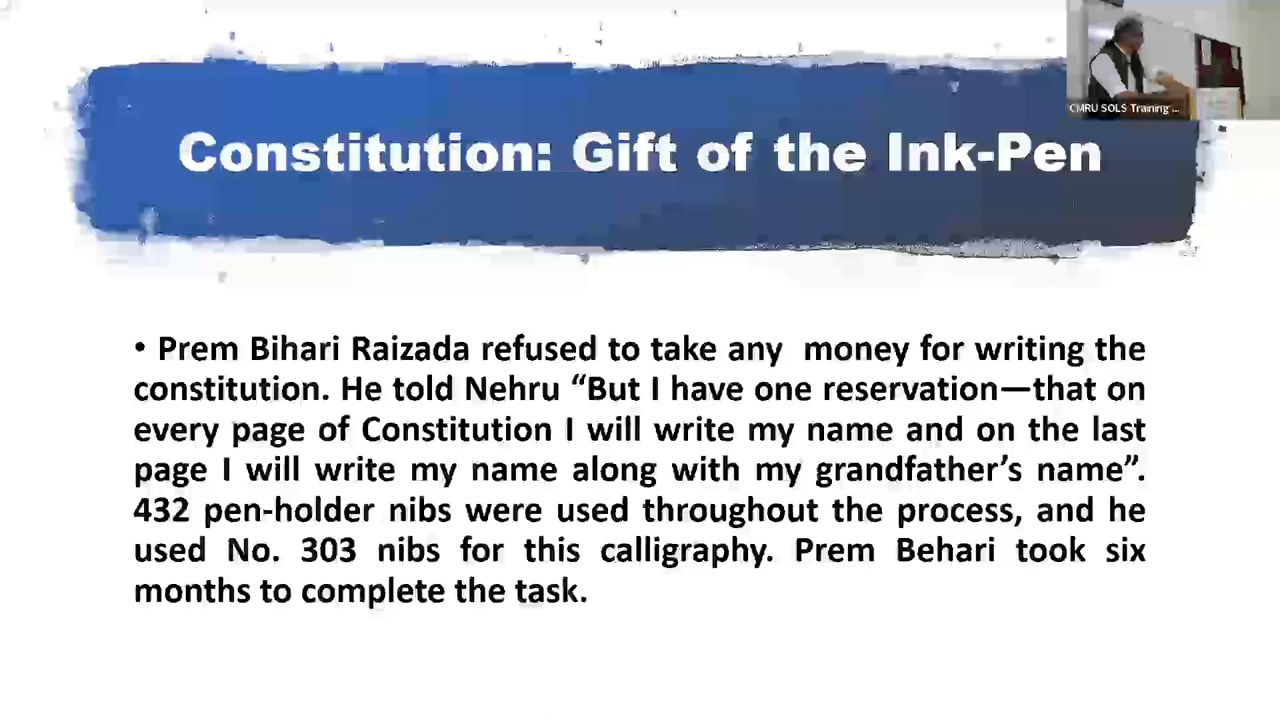 CMRU SOLS Training ...
Constitution: Gift of the Ink-Pen
• Prem Bihari Raizada refused to take any money for writing the
constitution. He told Nehru “But I have one reservation—that on
every page of Constitution I will write my name and on the last
page I will write my name along with my grandfather’s name”.
432 pen-holder nibs were used throughout the process, and he
used No. 303 nibs for this calligraphy. Prem Behari took six
months to complete the task.